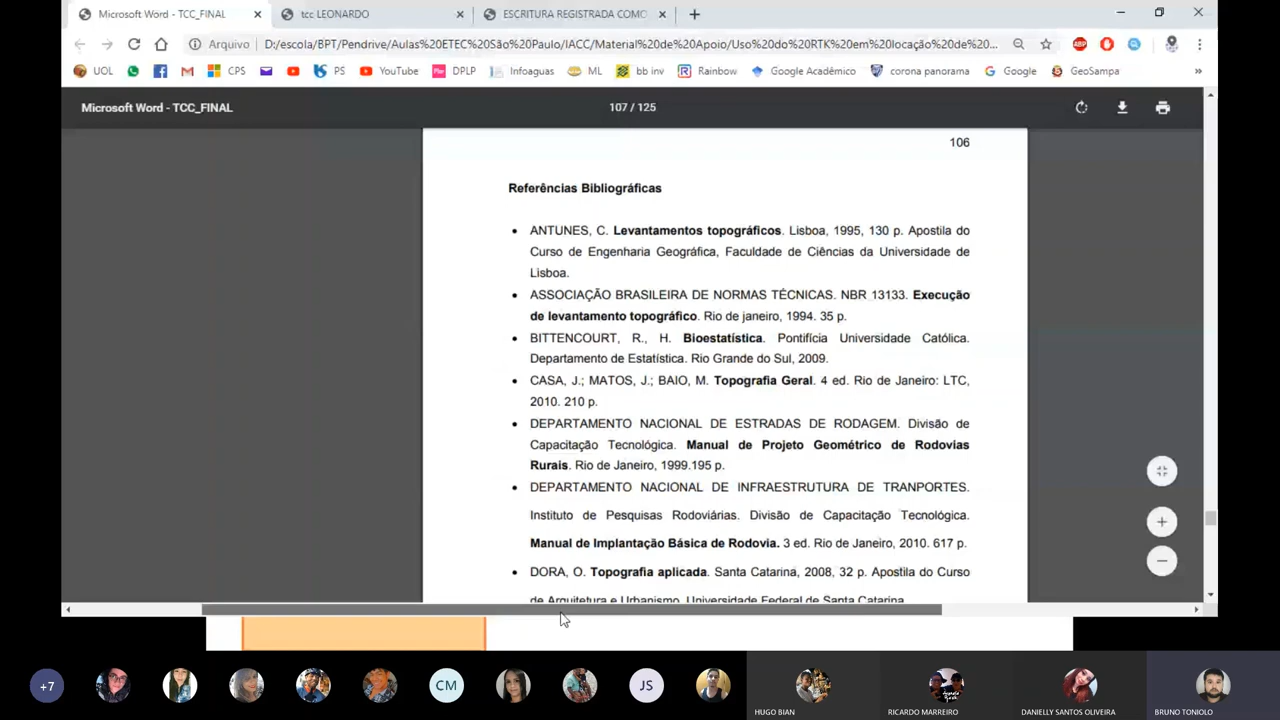 Microsoft Word - TCC_FINAL
tcc LEONARDO
ESCRITURA REGISTRADA COMO
Arquivo D:/escola/BPT/Pendrive/Aulas%20ETEC%20São%20Paulo/IACC/Material%20de%20Apoio/Uso%20do%20RTK%20em%20locação%20de%20...
ABP
UOL
CPS
PS
YouTube
DPLP
Infoaguas
ML
bb inv
Rainbow
Google Acadêmico
corona panorama
Google
GeoSampa
»
Microsoft Word - TCC_FINAL
107 / 125
106
Referências Bibliográficas
• ANTUNES, C. Levantamentos topográficos. Lisboa, 1995, 130 p. Apostila do
Curso de Engenharia Geográfica, Faculdade de Ciências da Universidade de
Lisboa.
• ASSOCIAÇÃO BRASILEIRA DE NORMAS TÉCNICAS. NBR 13133. Execução
de levantamento topográfico. Rio de janeiro, 1994. 35 p.
• BITTENCOURT, R., H. Bioestatística. Pontifícia Universidade Católica.
Departamento de Estatística. Rio Grande do Sul, 2009.
• CASA, J.; MATOS, J.; BAIO, M. Topografia Geral. 4 ed. Rio de Janeiro: LTC,
2010. 210 p.
• DEPARTAMENTO NACIONAL DE ESTRADAS DE RODAGEM. Divisão de
Capacitação Tecnológica. Manual de Projeto Geométrico de Rodovias
Rurais. Rio de Janeiro, 1999.195 p.
• DEPARTAMENTO NACIONAL DE INFRAESTRUTURA DE TRANPORTES.
Instituto de Pesquisas Rodoviárias. Divisão de Capacitação Tecnológica.
Manual de Implantação Básica de Rodovia. 3 ed. Rio de Janeiro, 2010. 617 p.
• DORA, O. Topografia aplicada. Santa Catarina, 2008, 32 p. Apostila do Curso
de Arquitetura e Urbanismo, Universidade Federal de Santa Catarina.
+7
CM
JS
HUGO BIAN
RICARDO MARREIRO
DANIELLY SANTOS OLIVEIRA
BRUNO TONIOLO